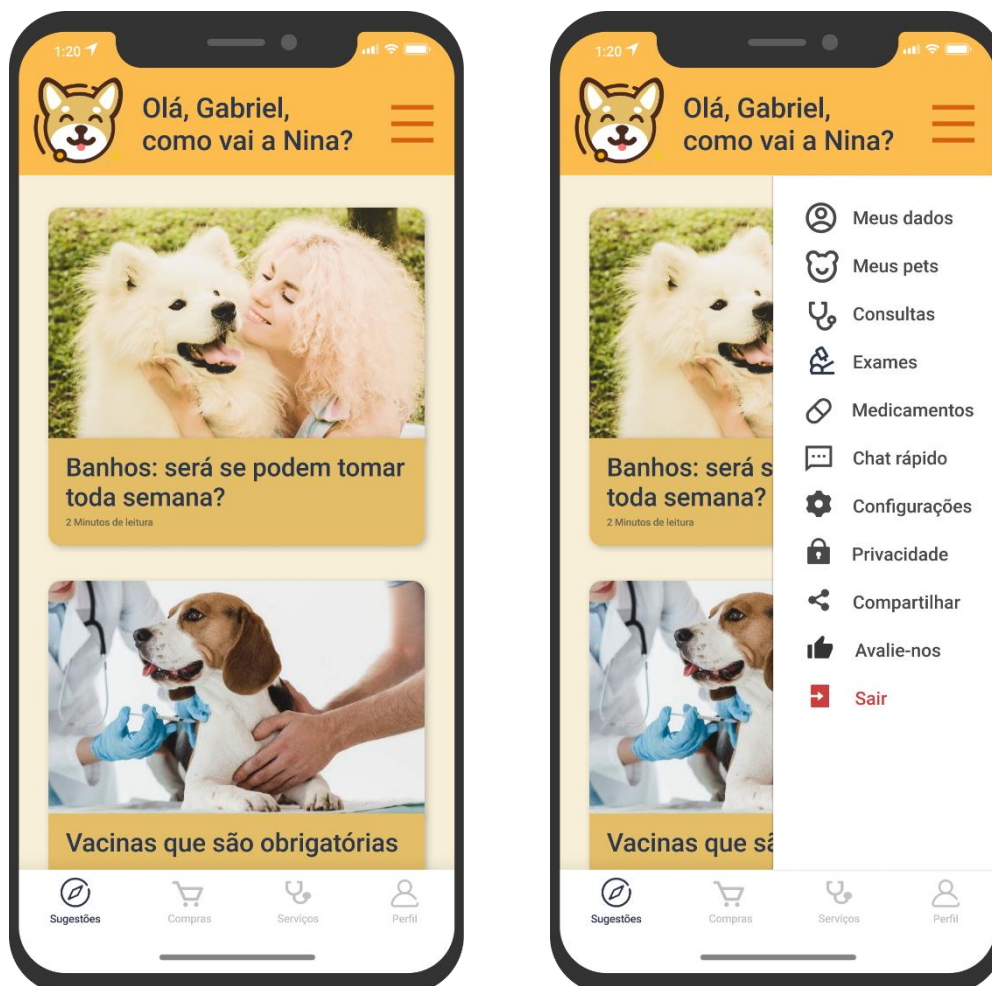 1:20
Olá, Gabriel,
como vai a Nina?
Banhos: será se podem tomar
toda semana?
2 Minutos de leitura
Vacinas que são obrigatórias
Sugestões
Compras
Serviços
Perfil
1:20
Olá, Gabriel,
como vai a Nina?
Banhos: será s
toda semana?
2 Minutos de leitura
Vacinas que sã
Meus dados
Meus pets
Consultas
Exames
Medicamentos
Chat rápido
Configurações
Privacidade
Compartilhar
Avalie-nos
Sair
Sugestões
Compras
Serviços
Perfil